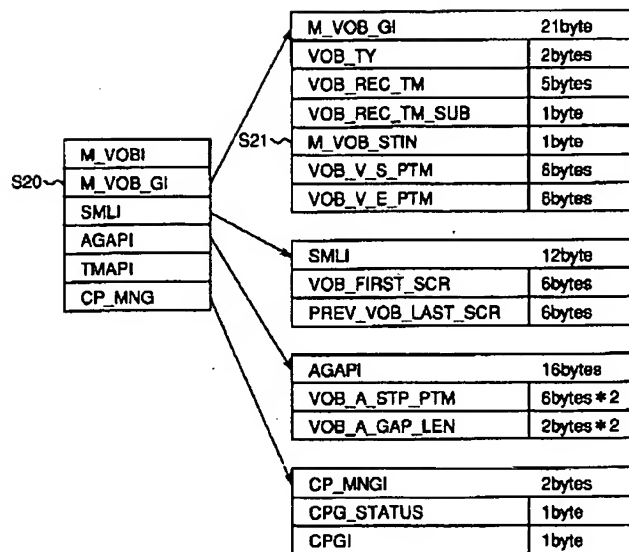 M_VOB_GI 21byte
VOB_TY 2bytes
VOB_REC_TM 5bytes
VOB_REC_TM_SUB 1byte
S21 M_VOB_STIN 1byte
VOB_V_S_PTM 6bytes
VOB_V_E_PTM 6bytes
M_VOBI
S20 M_VOB_GI
SMLI
AGAPI
TMAPI
CP_MNG
SMLI 12byte
VOB_FIRST_SCR 6bytes
PREV_VOB_LAST_SCR 6bytes
AGAPI 16bytes
VOB_A_STP_PTM 6bytes*2
VOB_A_GAP_LEN 2bytes*2
CP_MNGI 2bytes
CPG_STATUS 1byte
CPGI 1byte